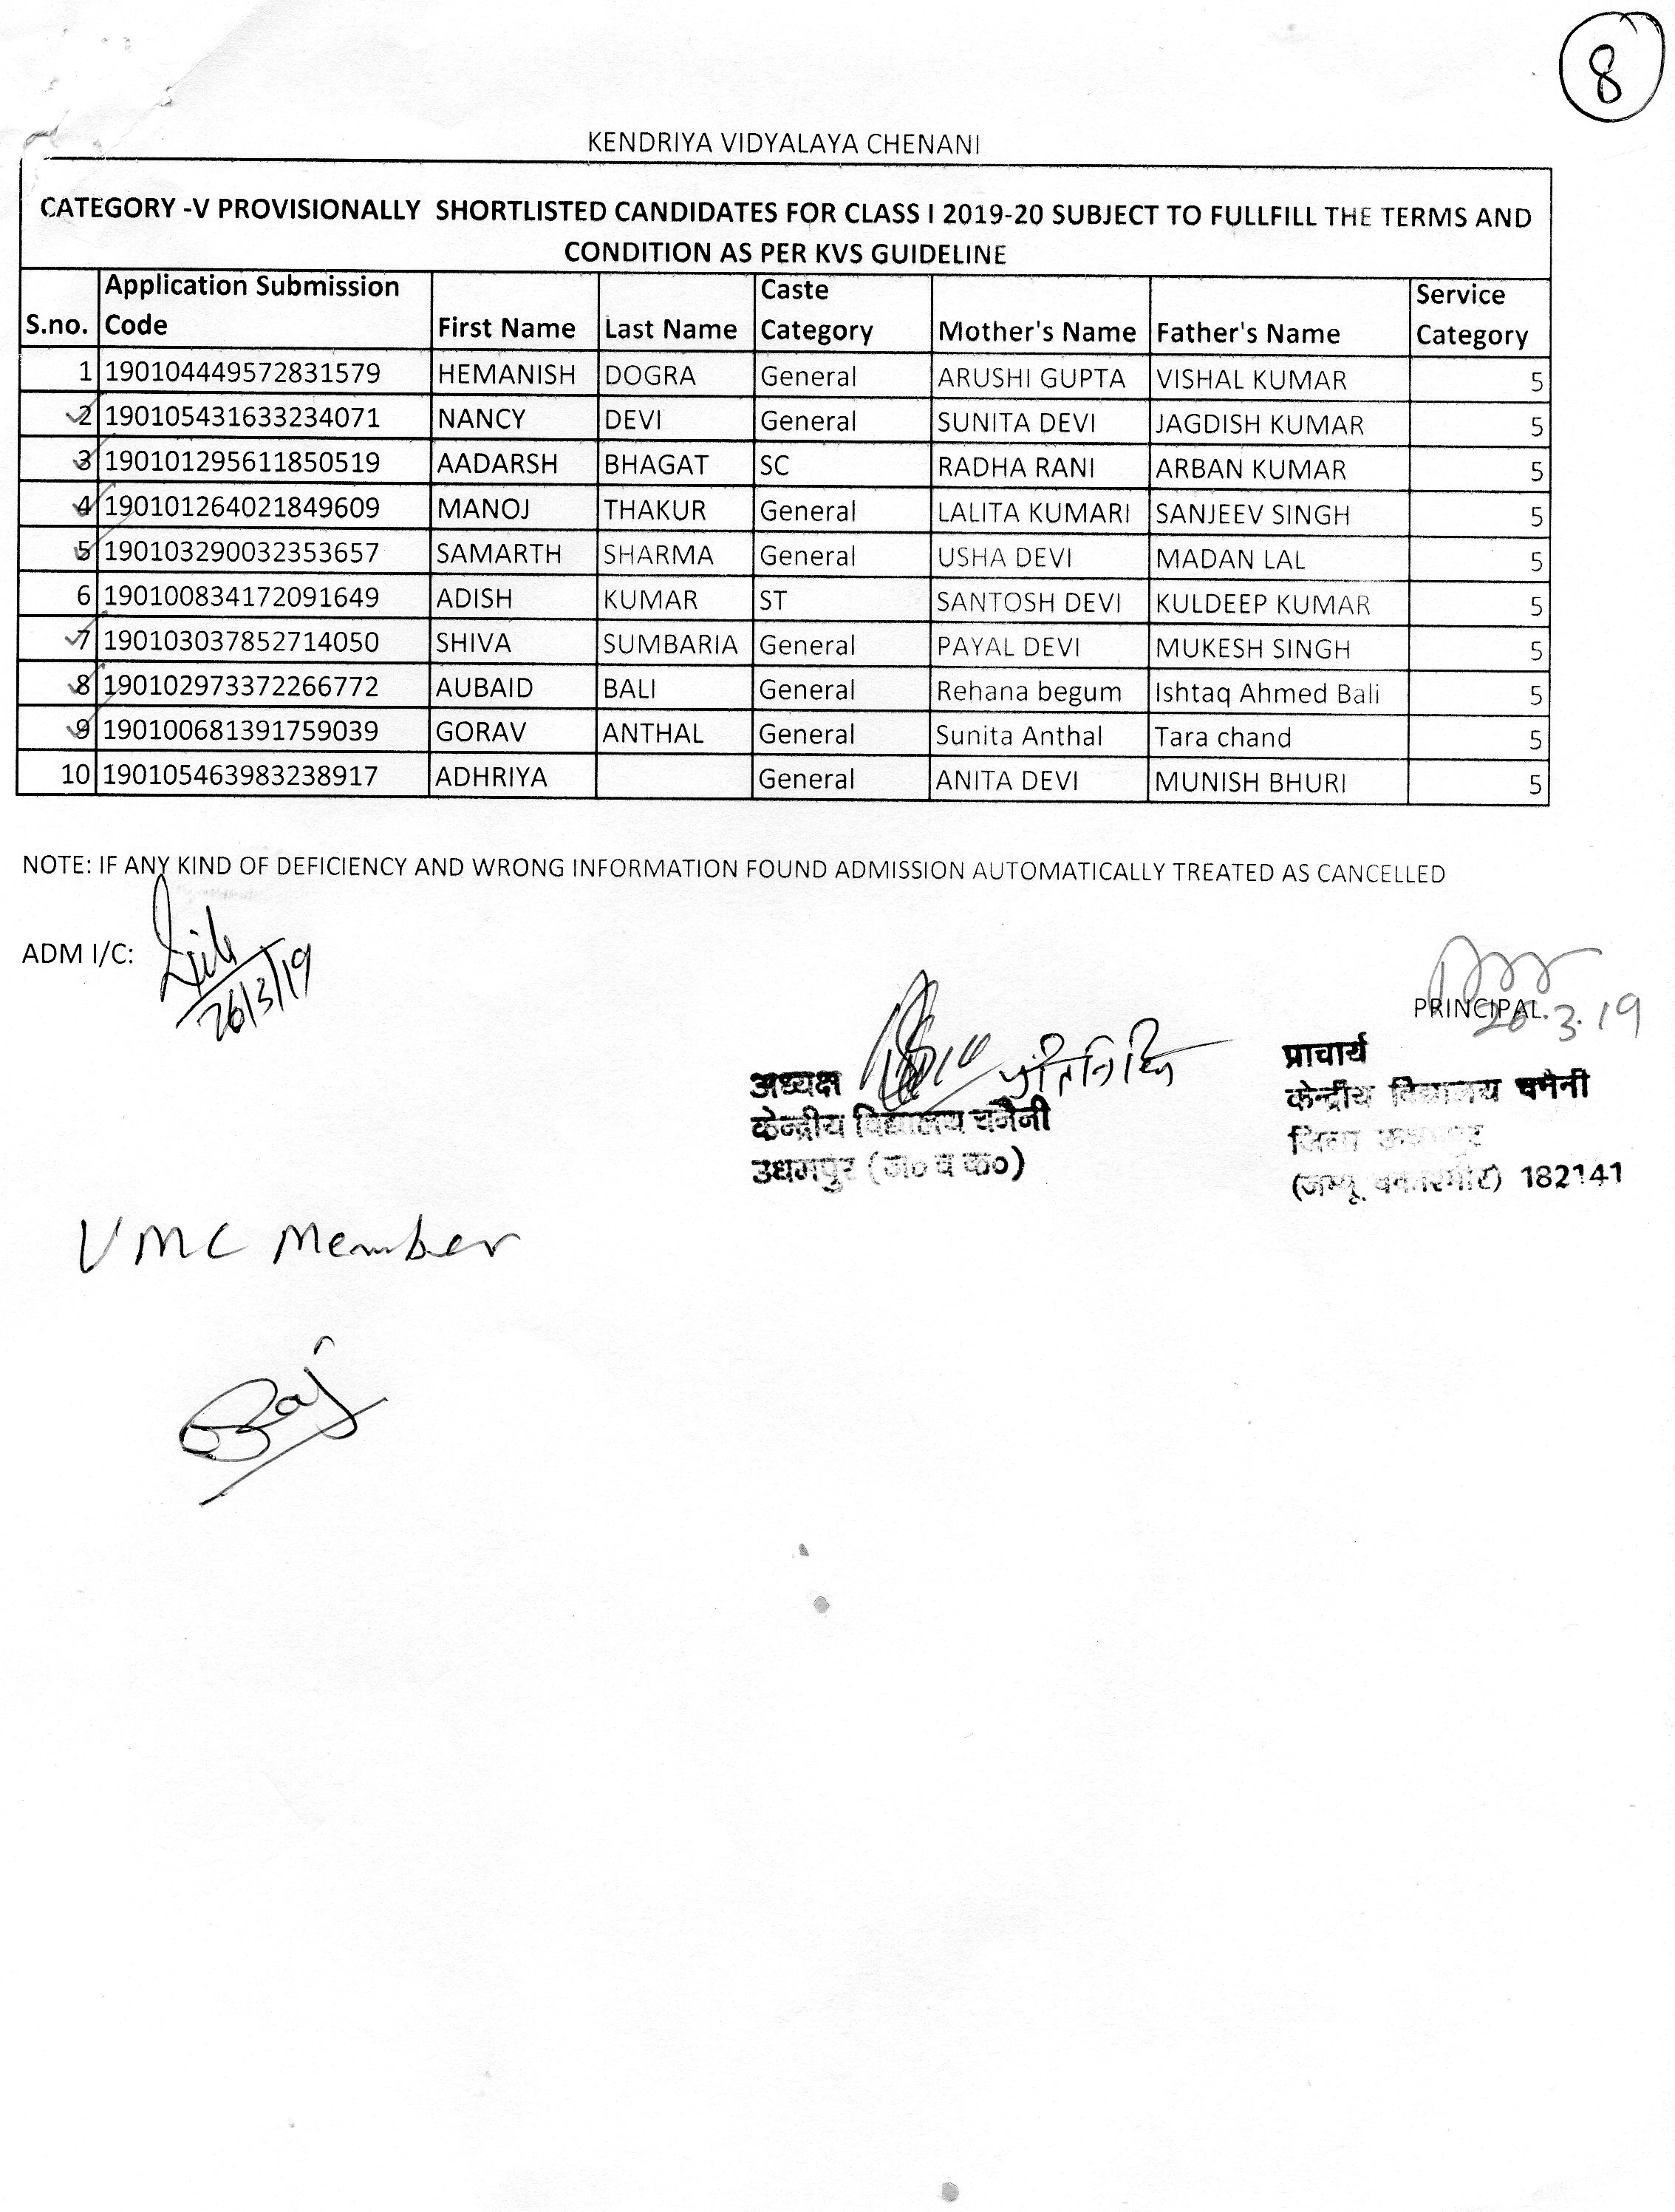 8
KENDRIYA VIDYALAYA CHENANI
CATEGORY -V PROVISIONALLY SHORTLISTED CANDIDATES FOR CLASS I 2019-20 SUBJECT TO FULLFILL THE TERMS AND
CONDITION AS PER KVS GUIDELINE
S.no. Application Submission Code First Name Last Name Caste Category Mother's Name Father's Name Service Category
1 190104449572831579 HEMANISH DOGRA General ARUSHI GUPTA VISHAL KUMAR 5
2 190105431633234071 NANCY DEVI General SUNITA DEVI JAGDISH KUMAR 5
3 190101295611850519 AADARSH BHAGAT SC RADHA RANI ARBAN KUMAR 5
4 190101264021849609 MANOJ THAKUR General LALITA KUMARI SANJEEV SINGH 5
5 190103290032353657 SAMARTH SHARMA General USHA DEVI MADAN LAL 5
6 190100834172091649 ADISH KUMAR ST SANTOSH DEVI KULDEEP KUMAR 5
7 190103037852714050 SHIVA SUMBARIA General PAYAL DEVI MUKESH SINGH 5
8 190102973372266772 AUBAID BALI General Rehana begum Ishtaq Ahmed Bali 5
9 190100681391759039 GORAV ANTHAL General Sunita Anthal Tara chand 5
10 190105463983238917 ADHRIYA General ANITA DEVI MUNISH BHURI 5
NOTE: IF ANY KIND OF DEFICIENCY AND WRONG INFORMATION FOUND ADMISSION AUTOMATICALLY TREATED AS CANCELLED
ADM I/C:
26/3/19
PRINCIPAL.
26.3.19
अध्यक्ष प्रतिनिधि
केन्द्रीय विद्यालय चनैनी
उधमपुर (ज० व क०)
प्राचार्य
केन्द्रीय विद्यालय चनैनी
जिला उधमपुर
(जम्मू व कश्मीर) 182141
VMC Member